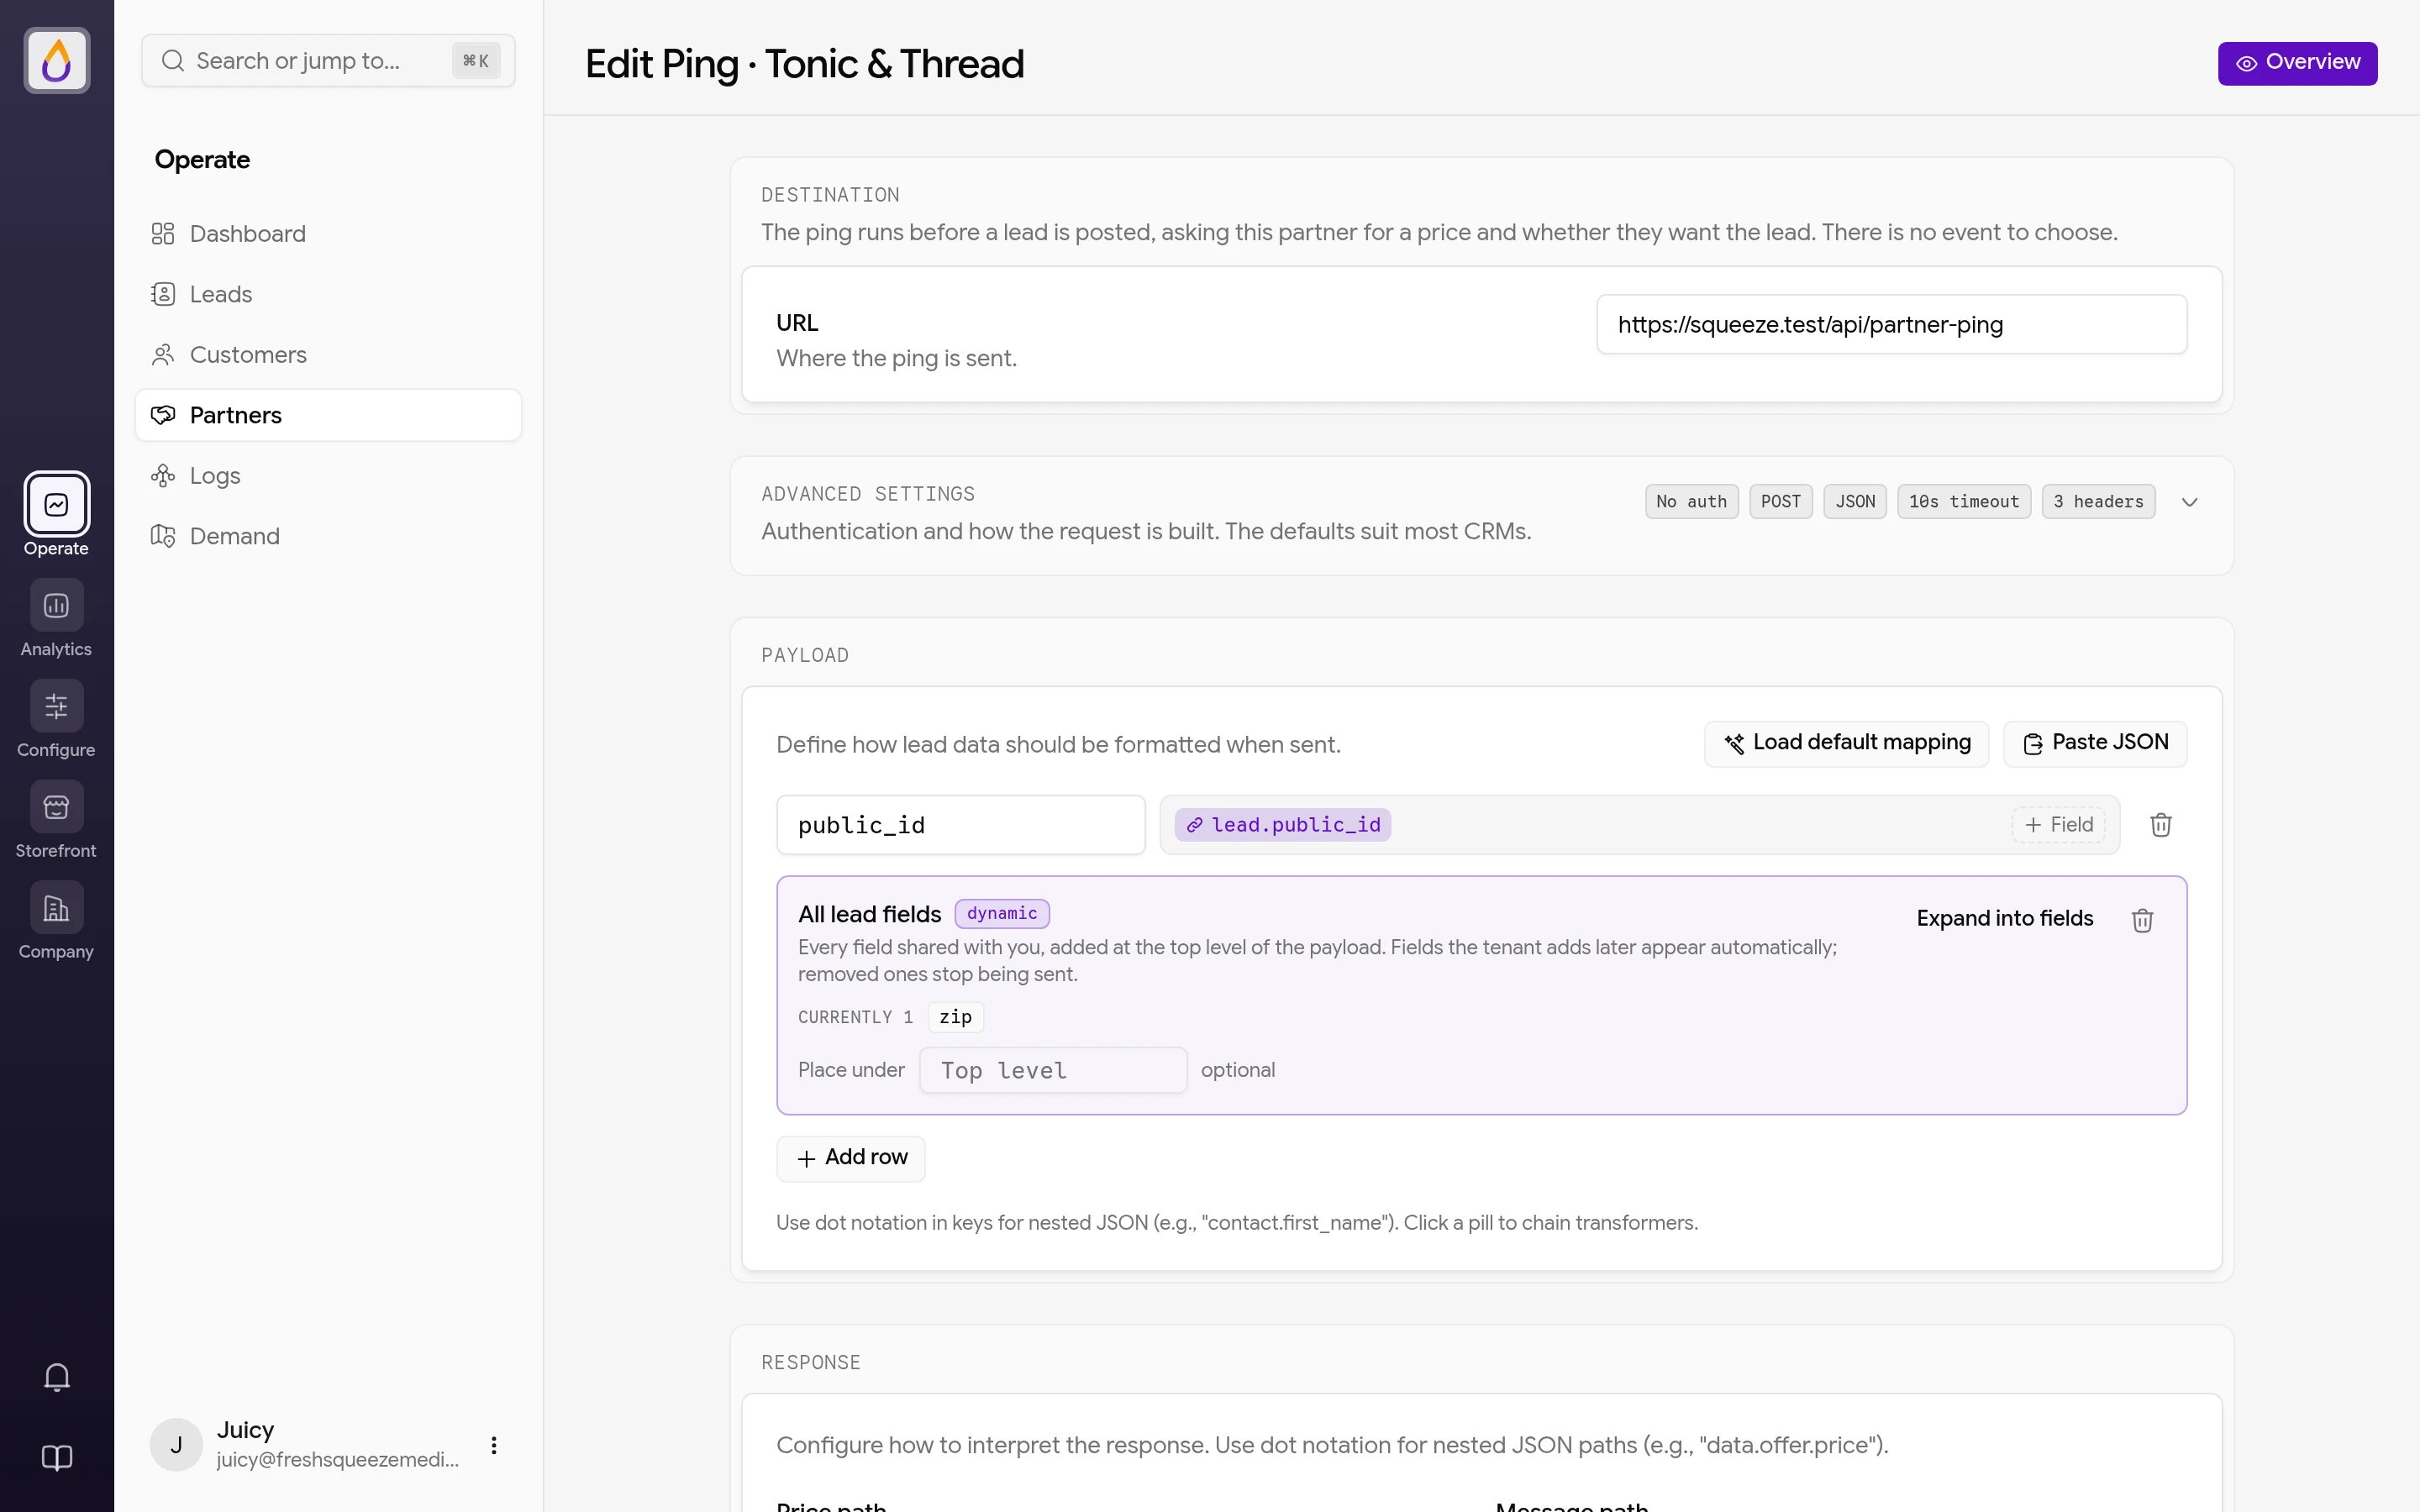 Search or jump to...
⌘K
Edit Ping · Tonic & Thread
Overview
Operate
Dashboard
Leads
Customers
Partners
Logs
Demand
Operate
Analytics
Configure
Storefront
Company
J
Juicy
juicy@freshsqueezemedi...
DESTINATION
The ping runs before a lead is posted, asking this partner for a price and whether they want the lead. There is no event to choose.
URL
Where the ping is sent.
https://squeeze.test/api/partner-ping
ADVANCED SETTINGS
Authentication and how the request is built. The defaults suit most CRMs.
No auth
POST
JSON
10s timeout
3 headers
PAYLOAD
Define how lead data should be formatted when sent.
Load default mapping
Paste JSON
public_id
lead.public_id
Field
All lead fields
dynamic
Expand into fields
Every field shared with you, added at the top level of the payload. Fields the tenant adds later appear automatically;
removed ones stop being sent.
CURRENTLY 1
zip
Place under
Top level
optional
Add row
Use dot notation in keys for nested JSON (e.g., "contact.first_name"). Click a pill to chain transformers.
RESPONSE
Configure how to interpret the response. Use dot notation for nested JSON paths (e.g., "data.offer.price").
Price path
Message path